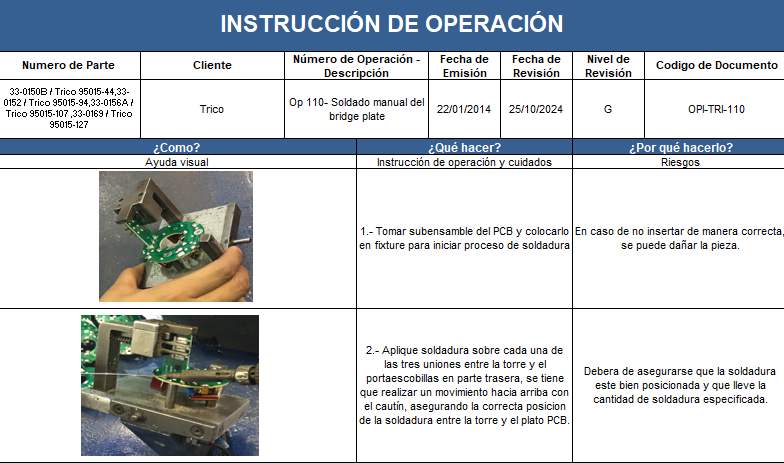 INSTRUCCIÓN DE OPERACIÓN
Numero de Parte
Cliente
Número de Operación -
Descripción
Fecha de
Emisión
Fecha de
Revisión
Nivel de
Revisión
Codigo de Documento
33-0150B / Trico 95015-44,33-
0152 / Trico 95015-94,33-0156A /
Trico 95015-107 ,33-0169 / Trico
95015-127
Trico
Op 110- Soldado manual del
bridge plate
22/01/2014
25/10/2024
G
OPI-TRI-110
¿Como?
¿Qué hacer?
¿Por qué hacerlo?
Ayuda visual
Instrucción de operación y cuidados
Riesgos
1.- Tomar subensamble del PCB y colocarlo
en fixture para iniciar proceso de soldadura
En caso de no insertar de manera correcta,
se puede dañar la pieza.
2.- Aplique soldadura sobre cada una de
las tres uniones entre la torre y el
portaescobillas en parte trasera, se tiene
que realizar un movimiento hacia arriba con
el cautín, asegurando la correcta posicion
de la soldadura entre la torre y el plato PCB.
Debera de asegurarse que la soldadura
este bien posicionada y que lleve la
cantidad de soldadura especificada.